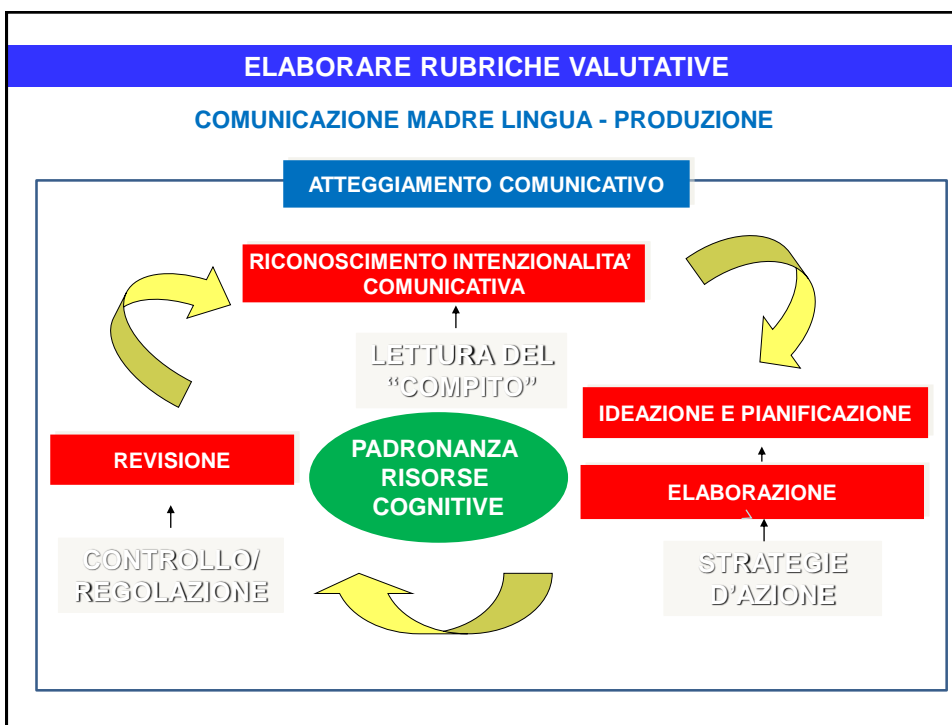 ELABORARE RUBRICHE VALUTATIVE
COMUNICAZIONE MADRE LINGUA - PRODUZIONE
ATTEGGIAMENTO COMUNICATIVO
RICONOSCIMENTO INTENZIONALITA’
COMUNICATIVA
LETTURA DEL
“COMPITO”
IDEAZIONE E PIANIFICAZIONE
PADRONANZA
RISORSE
COGNITIVE
REVISIONE
ELABORAZIONE
CONTROLLO/
REGOLAZIONE
STRATEGIE
D’AZIONE